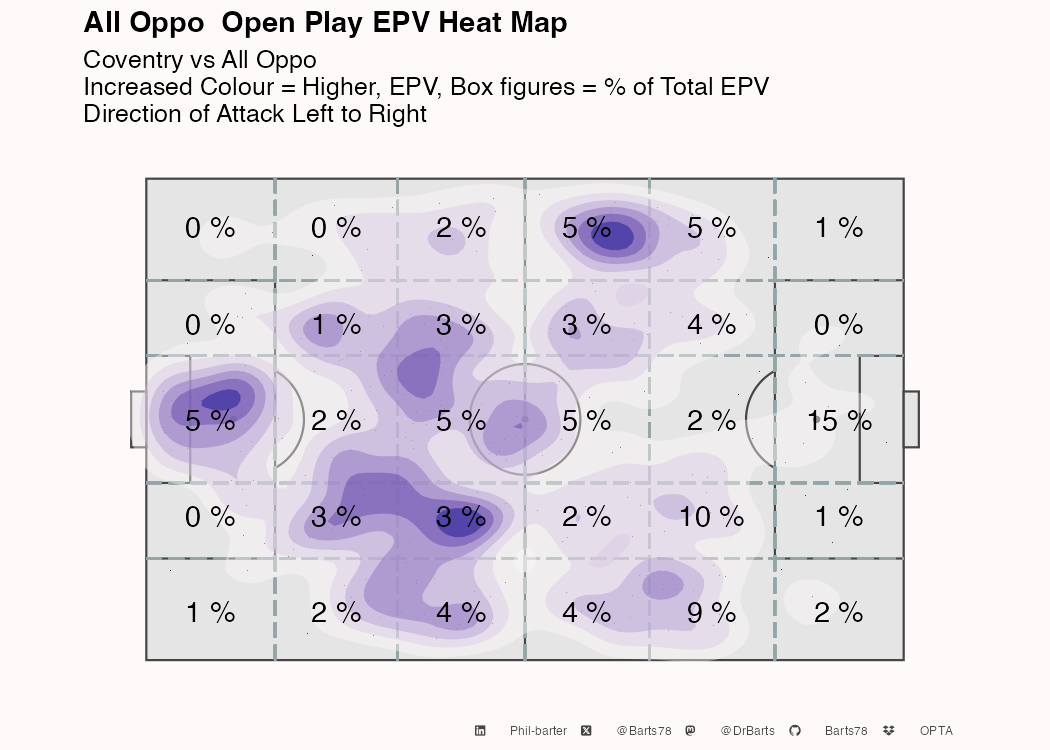 All Oppo  Open Play EPV Heat Map
Coventry vs All Oppo
Increased Colour = Higher, EPV, Box figures = % of Total EPV
Direction of Attack Left to Right
0 % 0 % 2 % 5 % 5 % 1 %
0 % 1 % 3 % 3 % 4 % 0 %
5 % 2 % 5 % 5 % 2 % 15 %
0 % 3 % 3 % 2 % 10 % 1 %
1 % 2 % 4 % 4 % 9 % 2 %
Phil-barter @Barts78 @DrBarts Barts78 OPTA